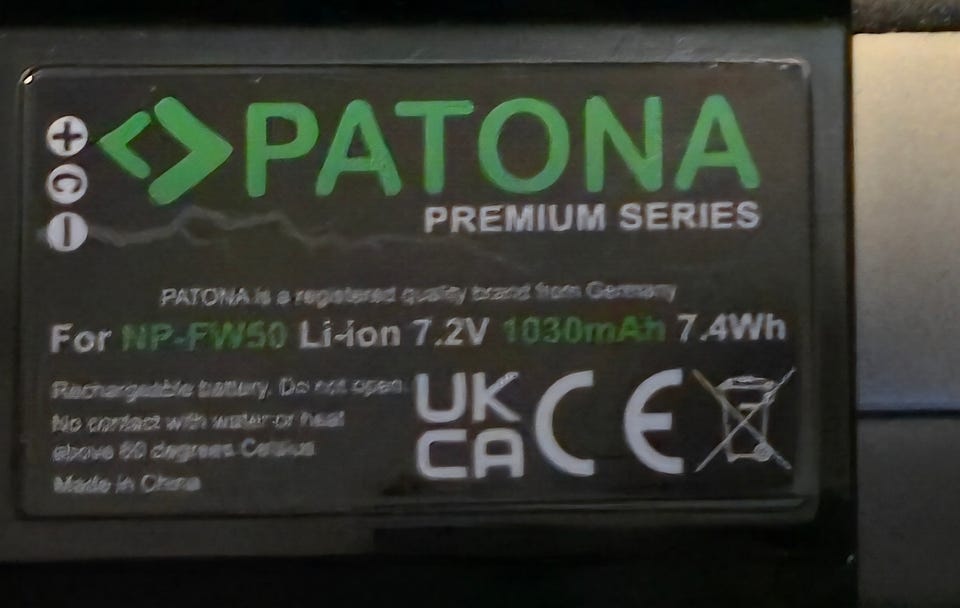 PATONA
PREMIUM SERIES
PATONA is a registered quality brand from Germany
For NP-FW50 Li-ion 7.2V 1030mAh 7.4Wh
Rechargeable battery. Do not open.
No contact with water or heat
above 60 degrees Celsius
Made in China
+
C
−
UK
CA
CE